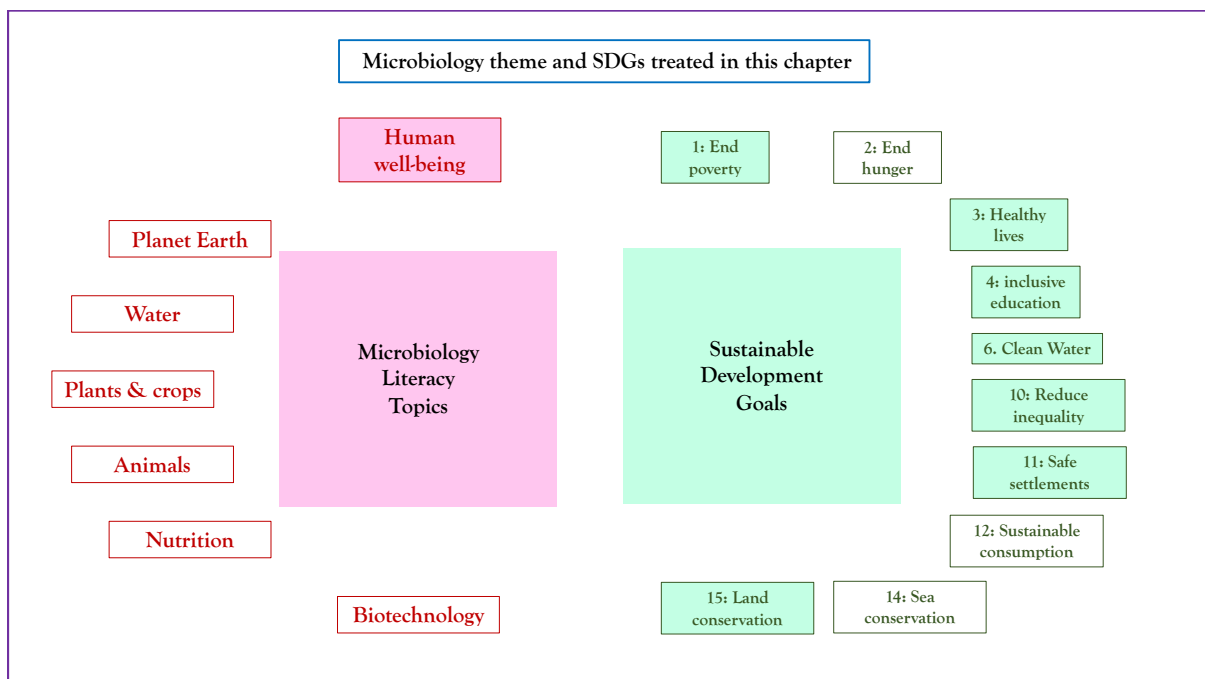 Microbiology theme and SDGs treated in this chapter
Human
well-being
Planet Earth
Water
Plants & crops
Animals
Nutrition
Biotechnology
Microbiology
Literacy
Topics
Sustainable
Development
Goals
1: End
poverty
2: End
hunger
3: Healthy
lives
4: inclusive
education
6. Clean Water
10: Reduce
inequality
11: Safe
settlements
12: Sustainable
consumption
15: Land
conservation
14: Sea
conservation